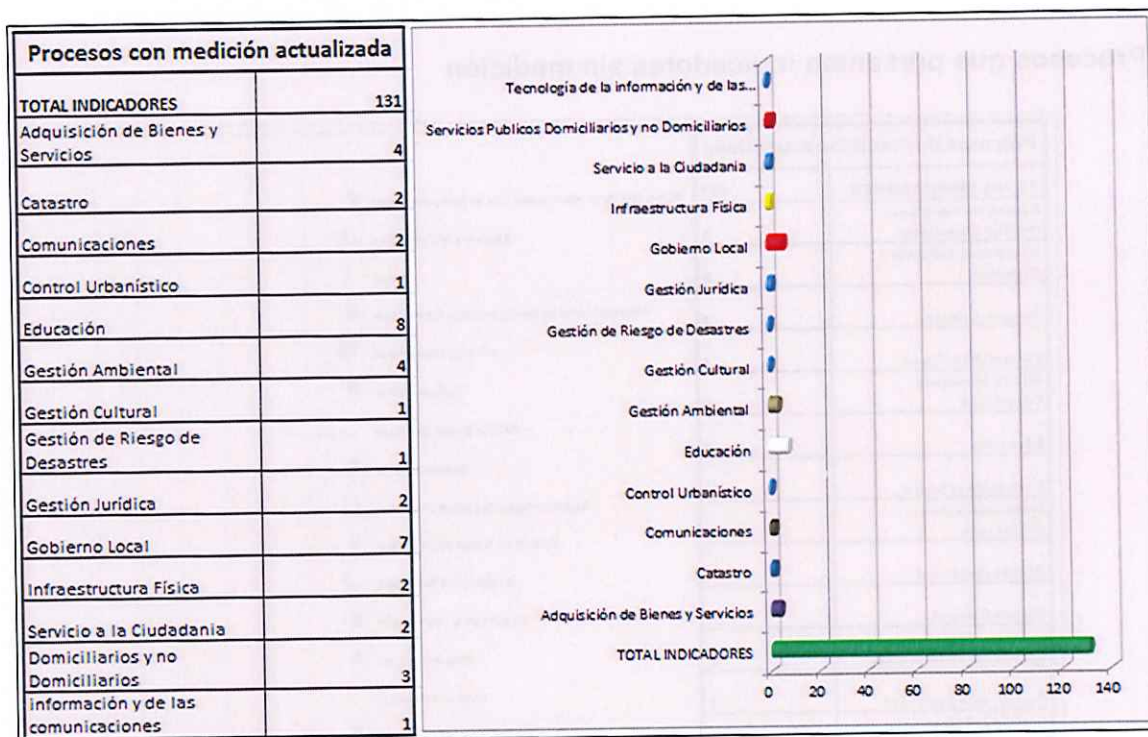 Procesos con medición actualizada
TOTAL INDICADORES 131
Adquisición de Bienes y
Servicios 4
Catastro 2
Comunicaciones 2
Control Urbanístico 1
Educación 8
Gestión Ambiental 4
Gestión Cultural 1
Gestión de Riesgo de
Desastres 1
Gestión Jurídica 2
Gobierno Local 7
Infraestructura Física 2
Servicio a la Ciudadania 2
Domiciliarios y no
Domiciliarios 3
información y de las
comunicaciones 1
Tecnología de la información y de las...
Servicios Publicos Domiciliarios y no Domiciliarios
Servicio a la Ciudadania
Infraestructura Física
Gobierno Local
Gestión Jurídica
Gestión de Riesgo de Desastres
Gestión Cultural
Gestión Ambiental
Educación
Control Urbanístico
Comunicaciones
Catastro
Adquisición de Bienes y Servicios
TOTAL INDICADORES
0 20 40 60 80 100 120 140